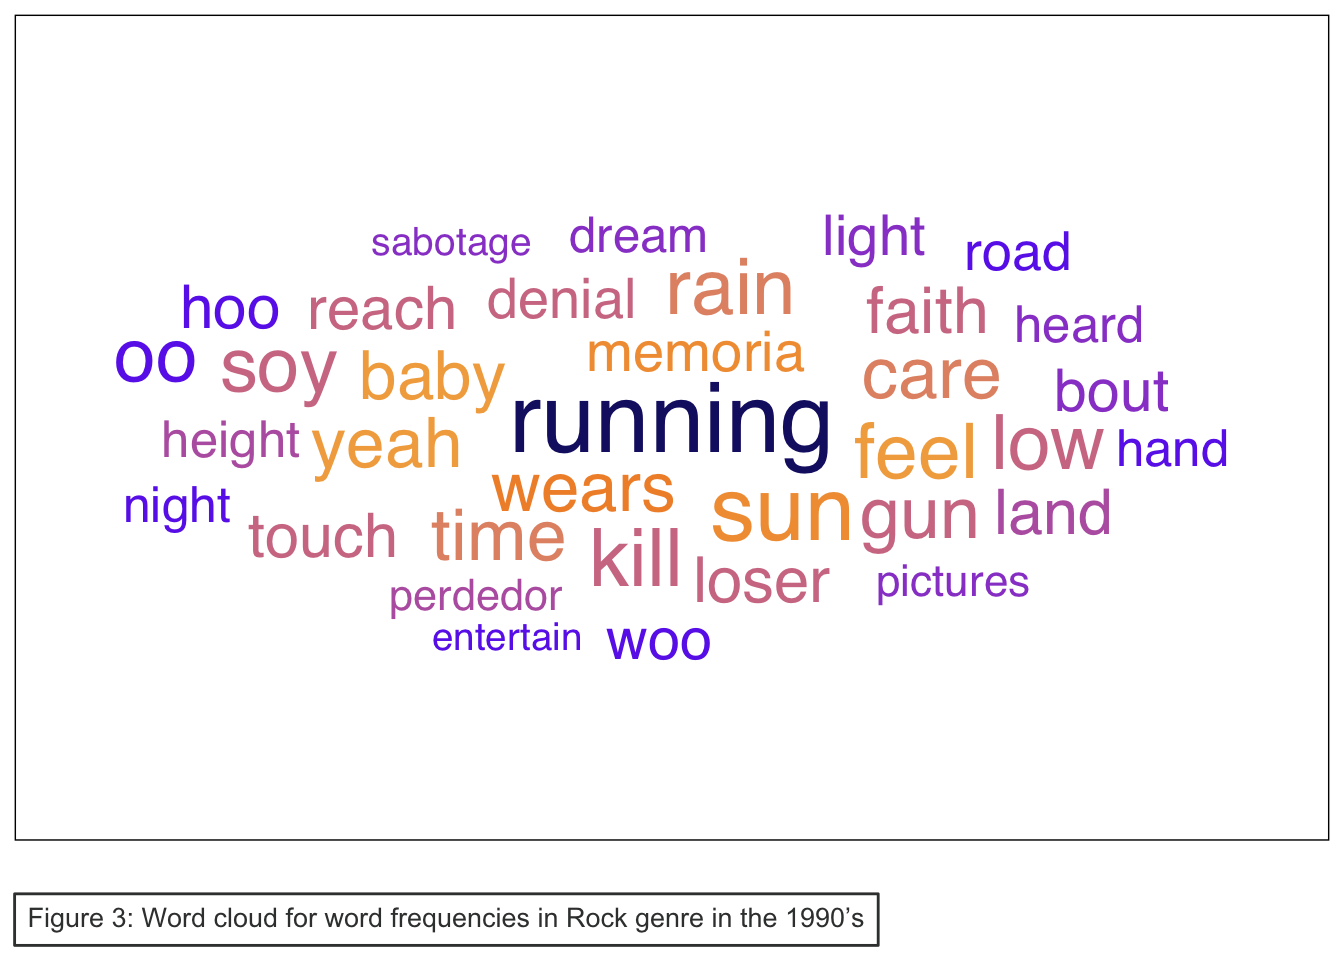 sabotage dream light road
hoo reach denial rain faith heard
oo soy baby memoria care bout
height yeah running feel low hand
night wears sun gun land
touch time kill loser pictures
perdedor
entertain woo
Figure 3: Word cloud for word frequencies in Rock genre in the 1990’s